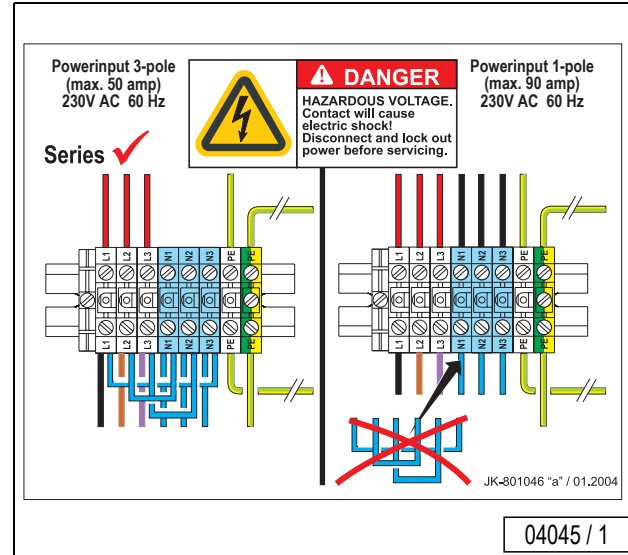 Powerinput 3-pole
(max. 50 amp)
230V AC 60 Hz
DANGER
HAZARDOUS VOLTAGE.
Contact will cause
electric shock!
Disconnect and lock out
power before servicing.
Powerinput 1-pole
(max. 90 amp)
230V AC 60 Hz
Series
L1 L2 L3 N1 N2 N3 PE PE
L1 L2 L3 N1 N2 N3 PE PE
L1 L2 L3 N1 N2 N3 PE PE
L1 L2 L3 N1 N2 N3 PE PE
JK-801046 "a" / 01.2004
04045 / 1